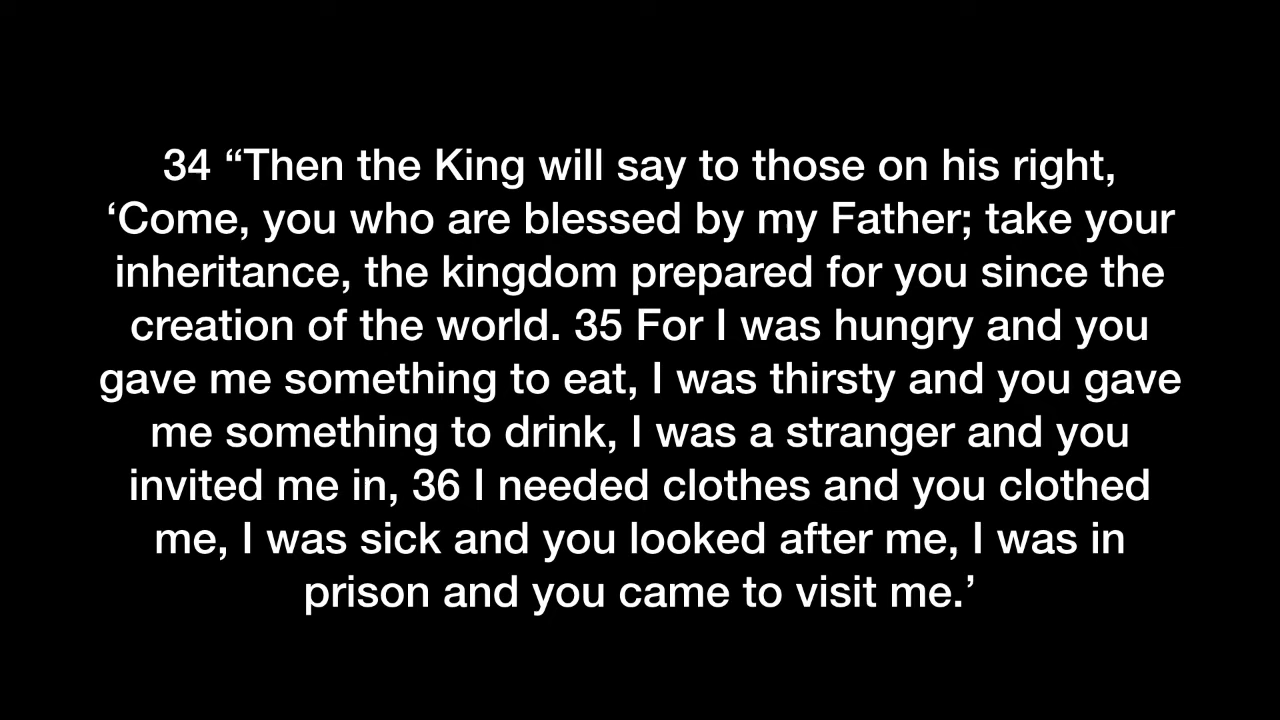 34 “Then the King will say to those on his right,
‘Come, you who are blessed by my Father; take your
inheritance, the kingdom prepared for you since the
creation of the world. 35 For I was hungry and you
gave me something to eat, I was thirsty and you gave
me something to drink, I was a stranger and you
invited me in, 36 I needed clothes and you clothed
me, I was sick and you looked after me, I was in
prison and you came to visit me.’